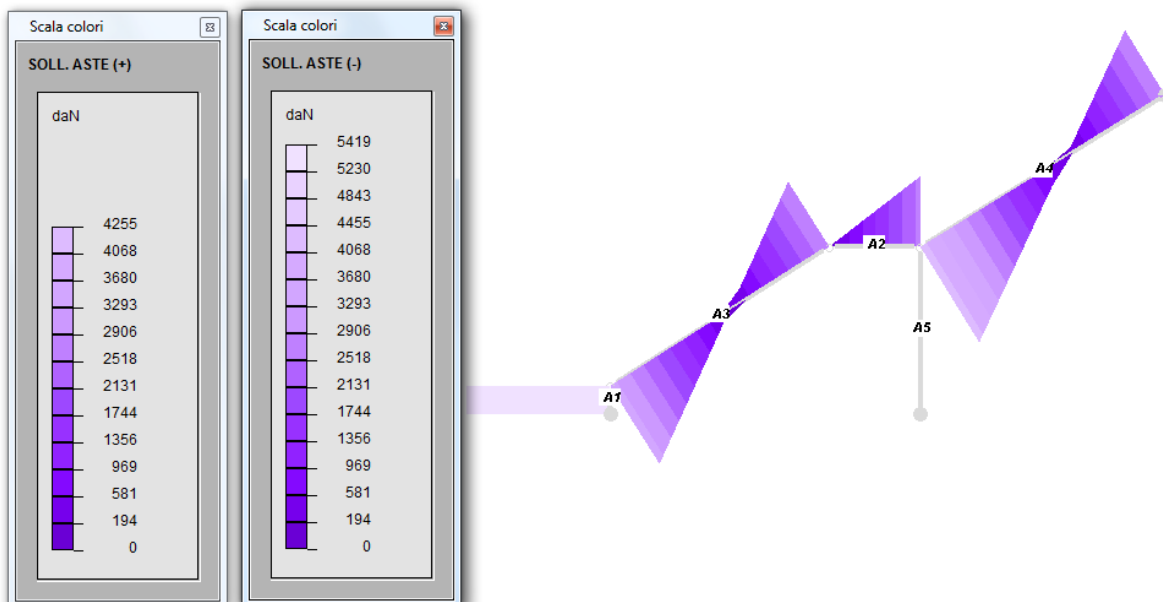 Scala colori
SOLL. ASTE (+)
daN
4255
4068
3680
3293
2906
2518
2131
1744
1356
969
581
194
0
Scala colori
SOLL. ASTE (-)
daN
5419
5230
4843
4455
4068
3680
3293
2906
2518
2131
1744
1356
969
581
194
0
A4
A2
A3
A5
A1